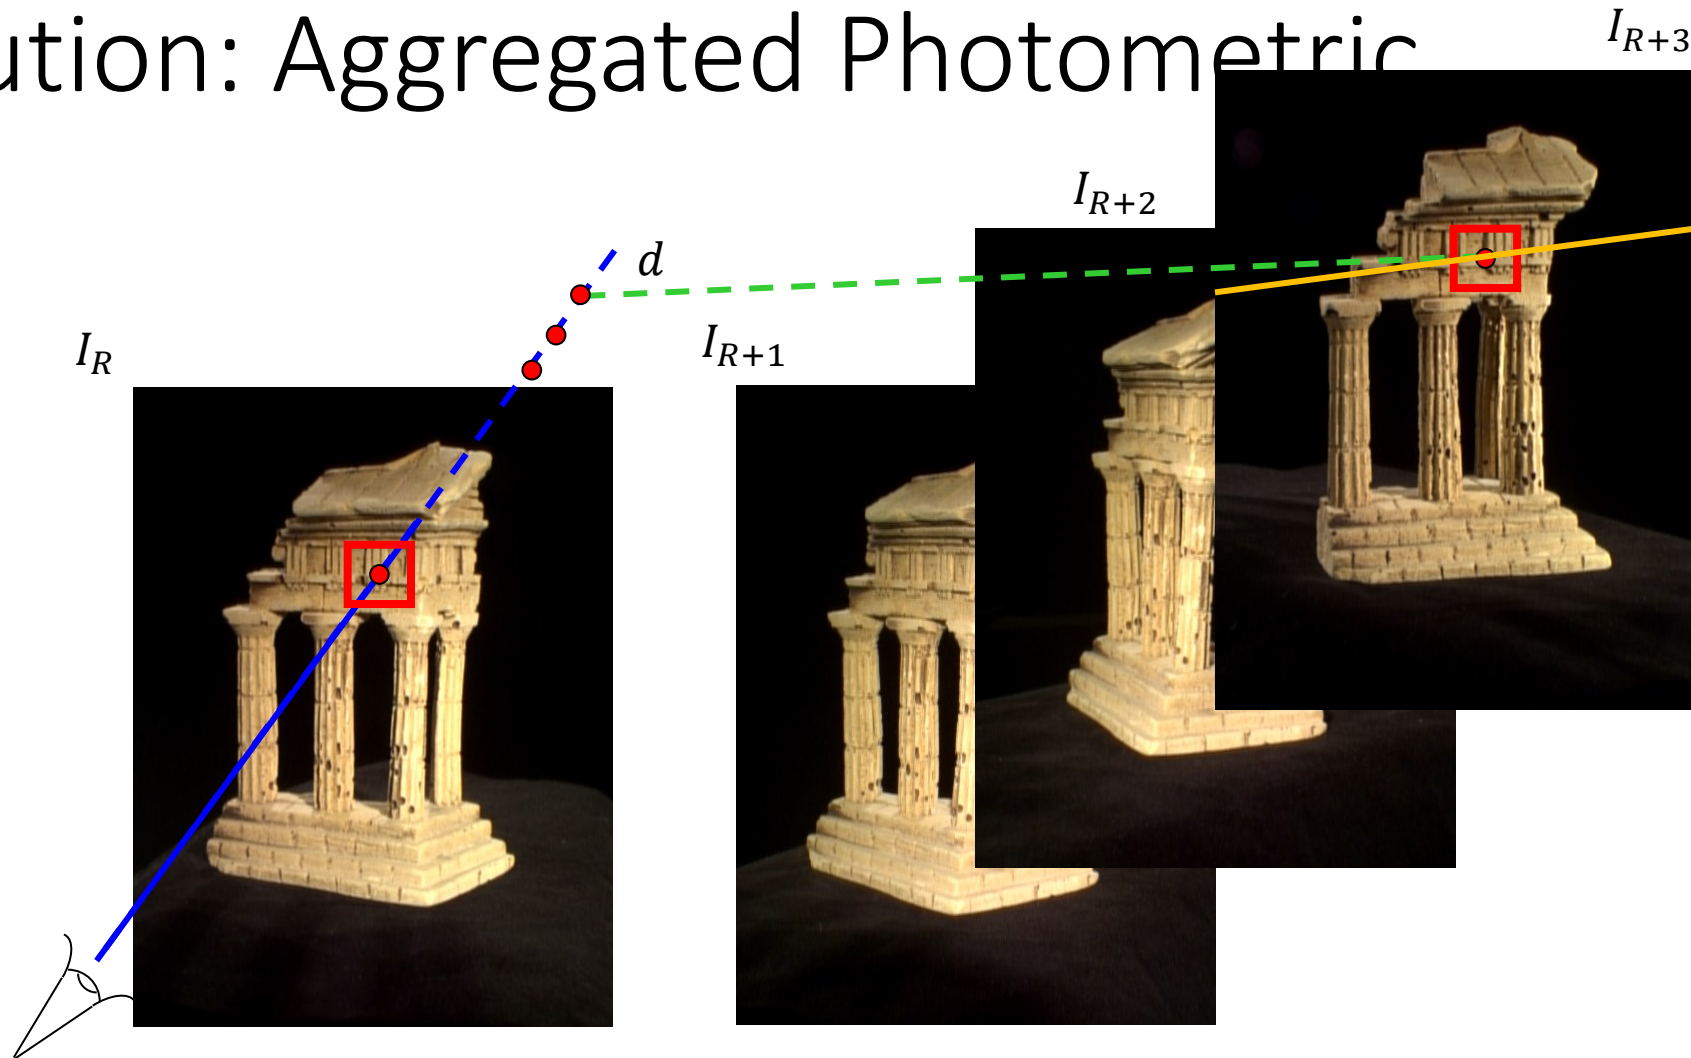 ution: Aggregated Photometric
I_{R+3}
I_{R+2}
d
I_{R+1}
I_R